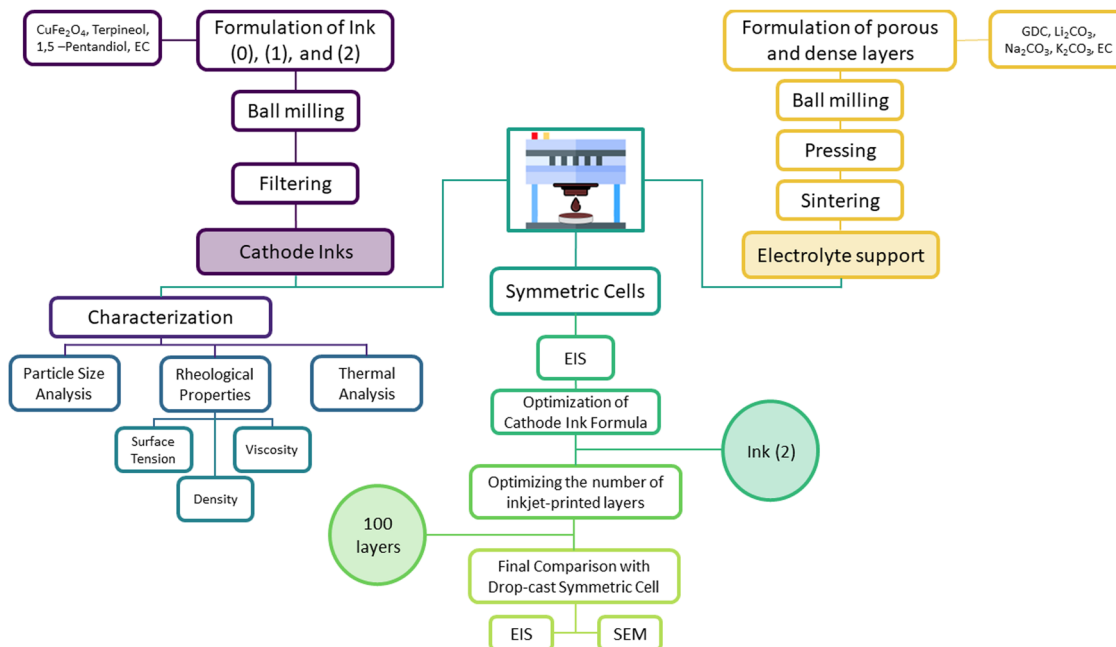 CuFe₂O₄, Terpineol,
1,5 –Pentandiol, EC
Formulation of Ink
(0), (1), and (2)
Ball milling
Filtering
Cathode Inks
Characterization
Particle Size
Analysis
Rheological
Properties
Thermal
Analysis
Surface
Tension
Viscosity
Density
Formulation of porous
and dense layers
GDC, Li₂CO₃,
Na₂CO₃, K₂CO₃, EC
Ball milling
Pressing
Sintering
Electrolyte support
Symmetric Cells
EIS
Optimization of
Cathode Ink Formula
Ink (2)
Optimizing the number of
inkjet-printed layers
100
layers
Final Comparison with
Drop-cast Symmetric Cell
EIS
SEM